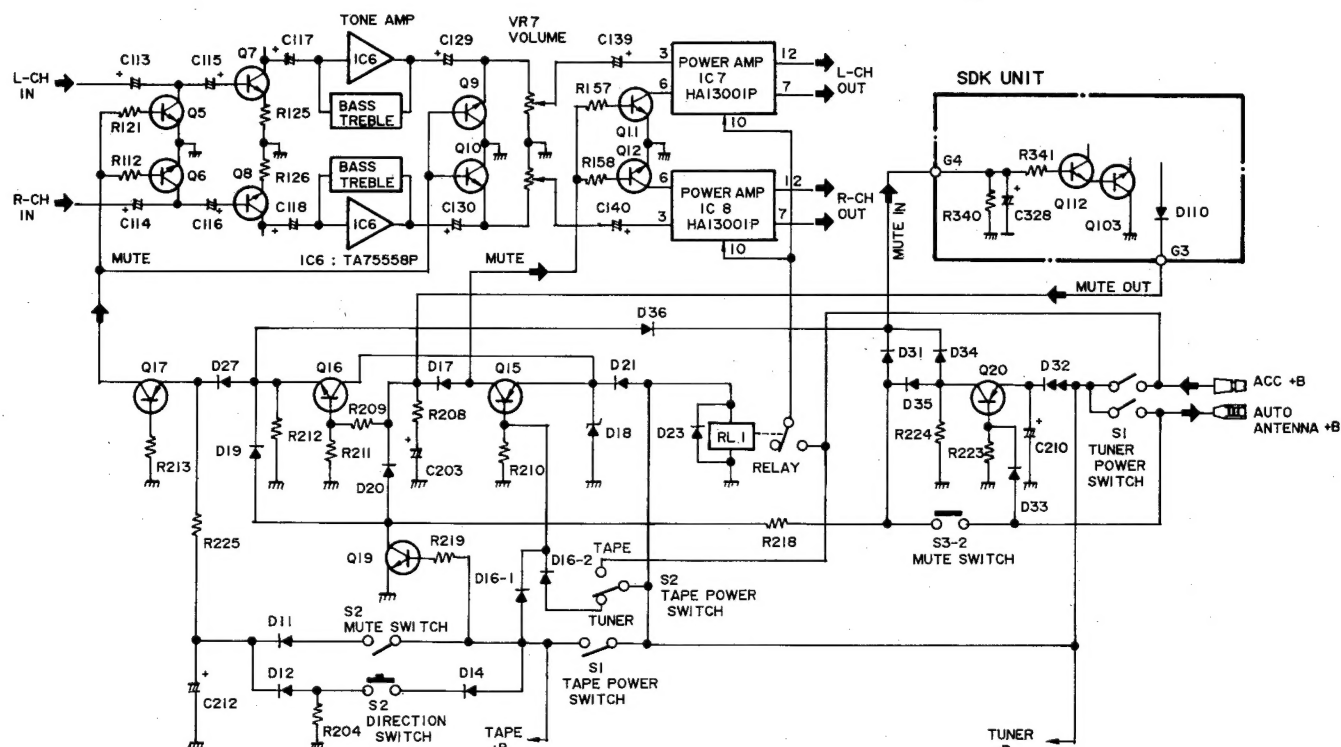 TONE AMP
VR7
VOLUME
C113
C115
Q7
C117
IC6
C129
C139
L-CH
IN
3
POWER AMP
IC 7
HA13001P
12
7
6
10
L-CH
OUT
BASS
TREBLE
Q9
R157
Q11
R125
R121
Q5
R112
Q6
Q8
R126
Q10
BASS
TREBLE
R158
Q12
R-CH
IN
C114
C116
C118
IC6
C130
C140
6
3
POWER AMP
IC 8
HA13001P
12
7
10
R-CH
OUT
IC6 : TA75558P
MUTE
MUTE
SDK UNIT
G4
R341
R340
C328
Q112
Q103
D110
G3
MUTE IN
MUTE OUT
D36
Q17
D27
Q16
D17
Q15
D21
D31
D34
Q20
D32
ACC +B
R209
R208
D35
AUTO
ANTENNA +B
R213
D19
R212
R211
D20
C203
R210
D18
D23
RL.1
RELAY
R224
R223
C210
D33
S1
TUNER
POWER
SWITCH
R225
R218
S3-2
MUTE SWITCH
Q19
R219
D16-1
D16-2
TAPE
S2
TAPE POWER
SWITCH
TUNER
D11
S2
MUTE SWITCH
S1
TAPE POWER
SWITCH
C212
D12
D14
R204
S2
DIRECTION
SWITCH
TAPE
+B
TUNER